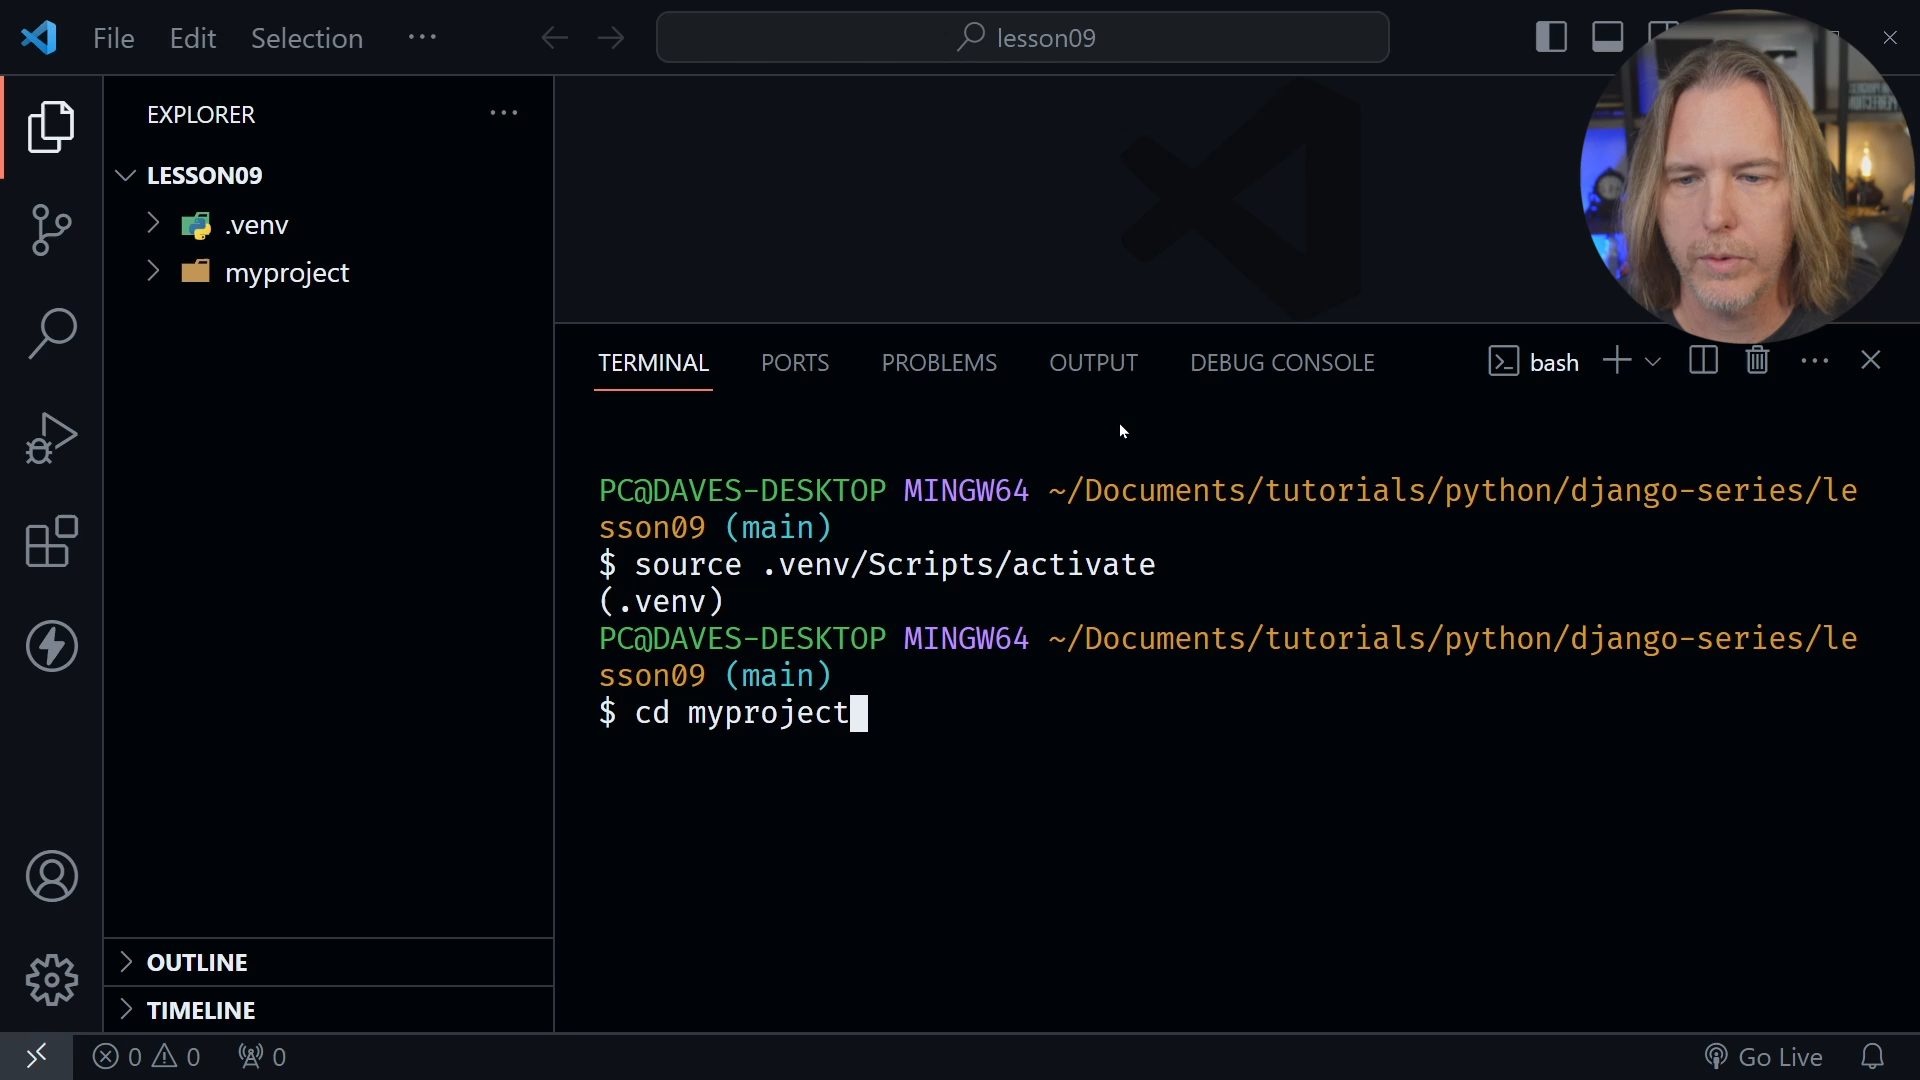 File Edit Selection ···
lesson09
EXPLORER ···
LESSON09
.venv
myproject
TERMINAL PORTS PROBLEMS OUTPUT DEBUG CONSOLE
bash
PC@DAVES-DESKTOP MINGW64 ~/Documents/tutorials/python/django-series/le
sson09 (main)
$ source .venv/Scripts/activate
(.venv)
PC@DAVES-DESKTOP MINGW64 ~/Documents/tutorials/python/django-series/le
sson09 (main)
$ cd myproject
OUTLINE
TIMELINE
0 0 0
Go Live